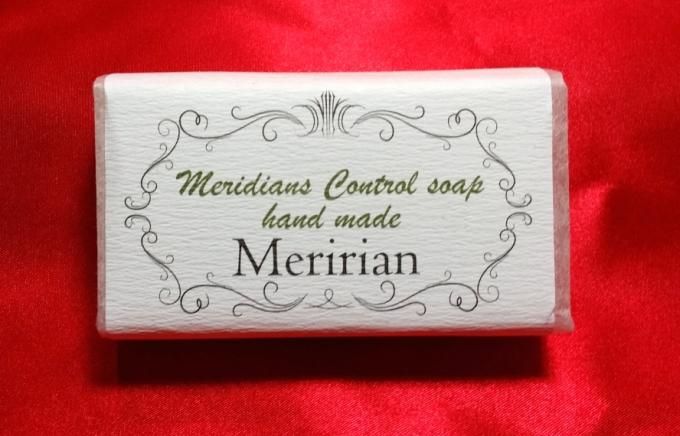 Meridians Control soap
hand made
Meririan